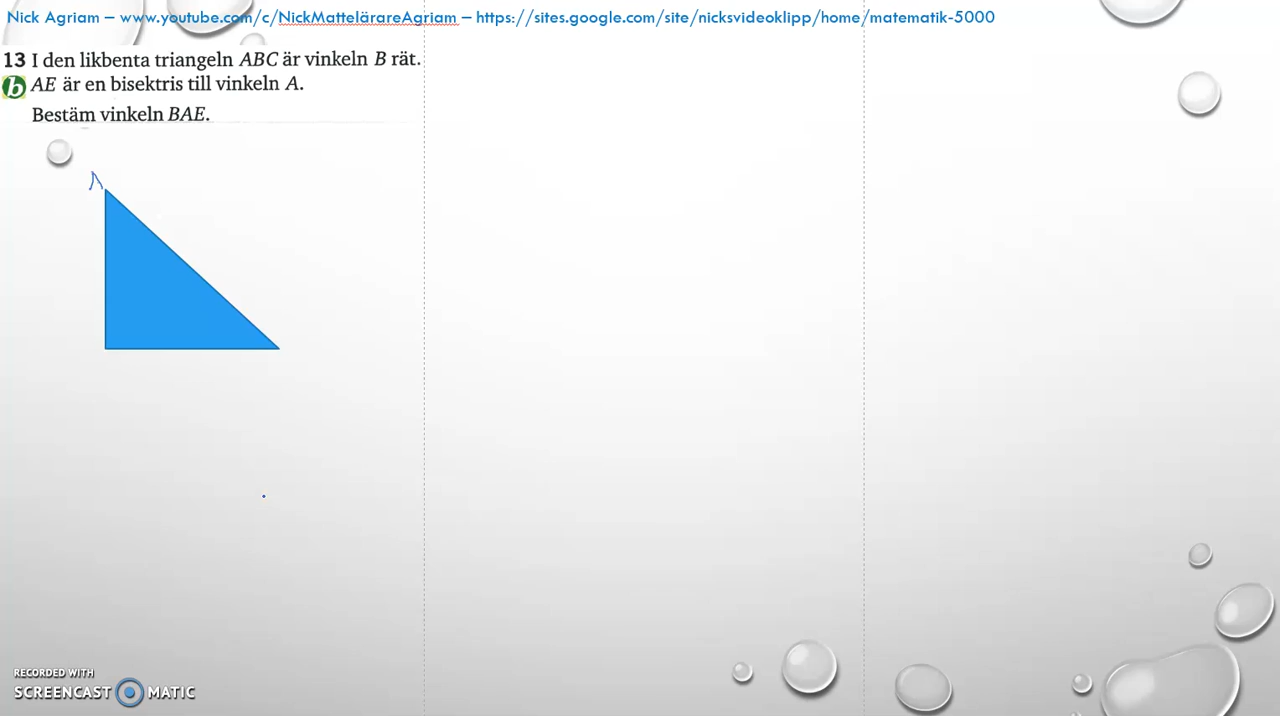 Nick Agriam – www.youtube.com/c/NickMattelärareAgriam – https://sites.google.com/site/nicksvideoklipp/home/matematik-5000
13 I den likbenta triangeln ABC är vinkeln B rät.
b AE är en bisektris till vinkeln A.
Bestäm vinkeln BAE.
A
RECORDED WITH
SCREENCAST MATIC